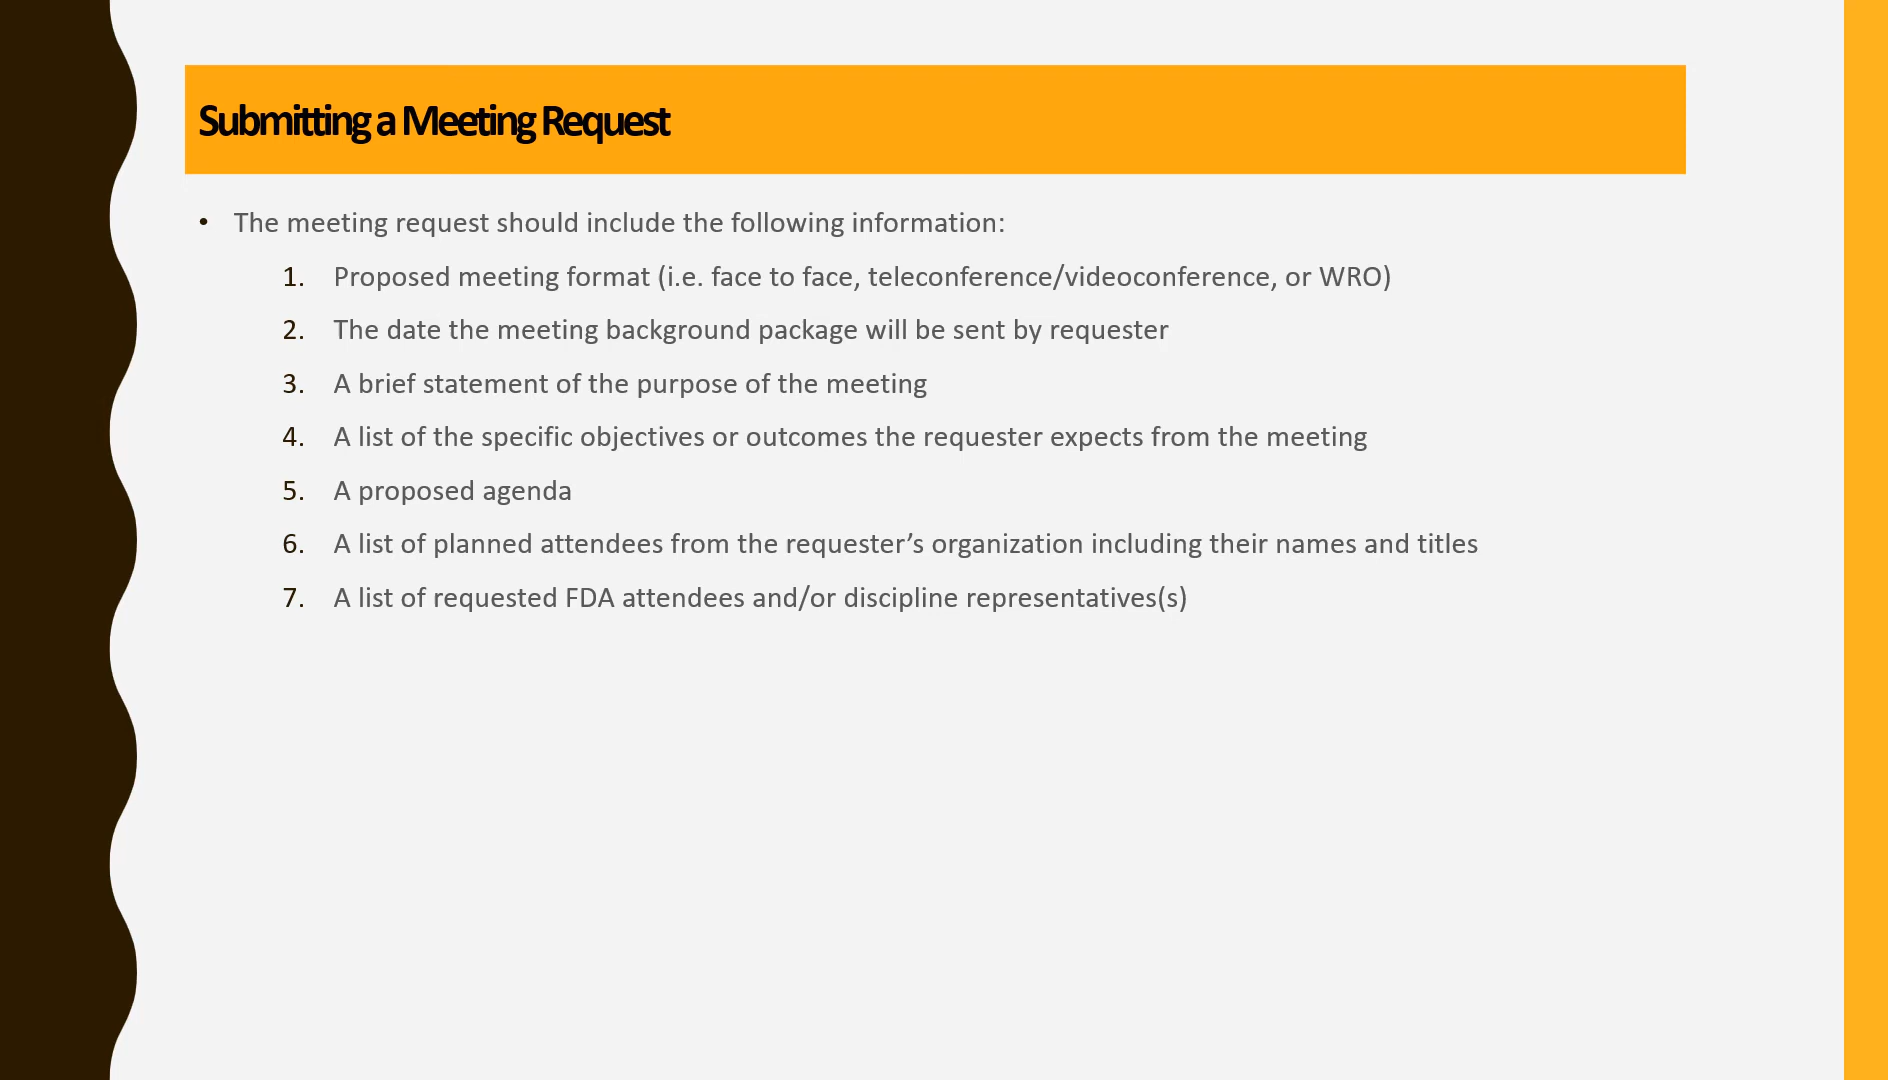 Submitting a Meeting Request
• The meeting request should include the following information:
1. Proposed meeting format (i.e. face to face, teleconference/videoconference, or WRO)
2. The date the meeting background package will be sent by requester
3. A brief statement of the purpose of the meeting
4. A list of the specific objectives or outcomes the requester expects from the meeting
5. A proposed agenda
6. A list of planned attendees from the requester’s organization including their names and titles
7. A list of requested FDA attendees and/or discipline representatives(s)